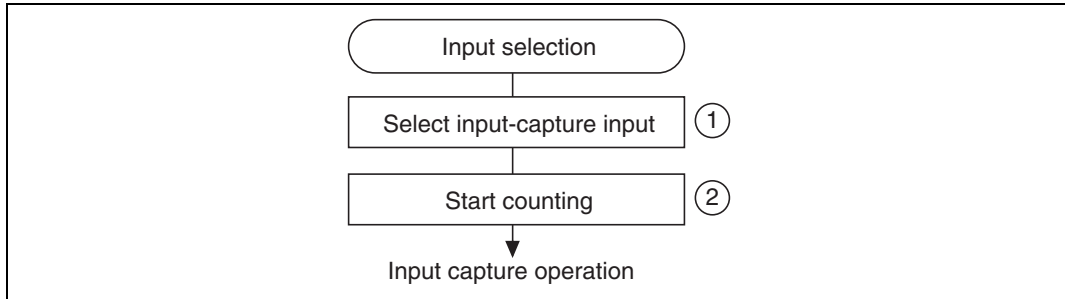 Input selection
Select input-capture input ①
Start counting ②
Input capture operation